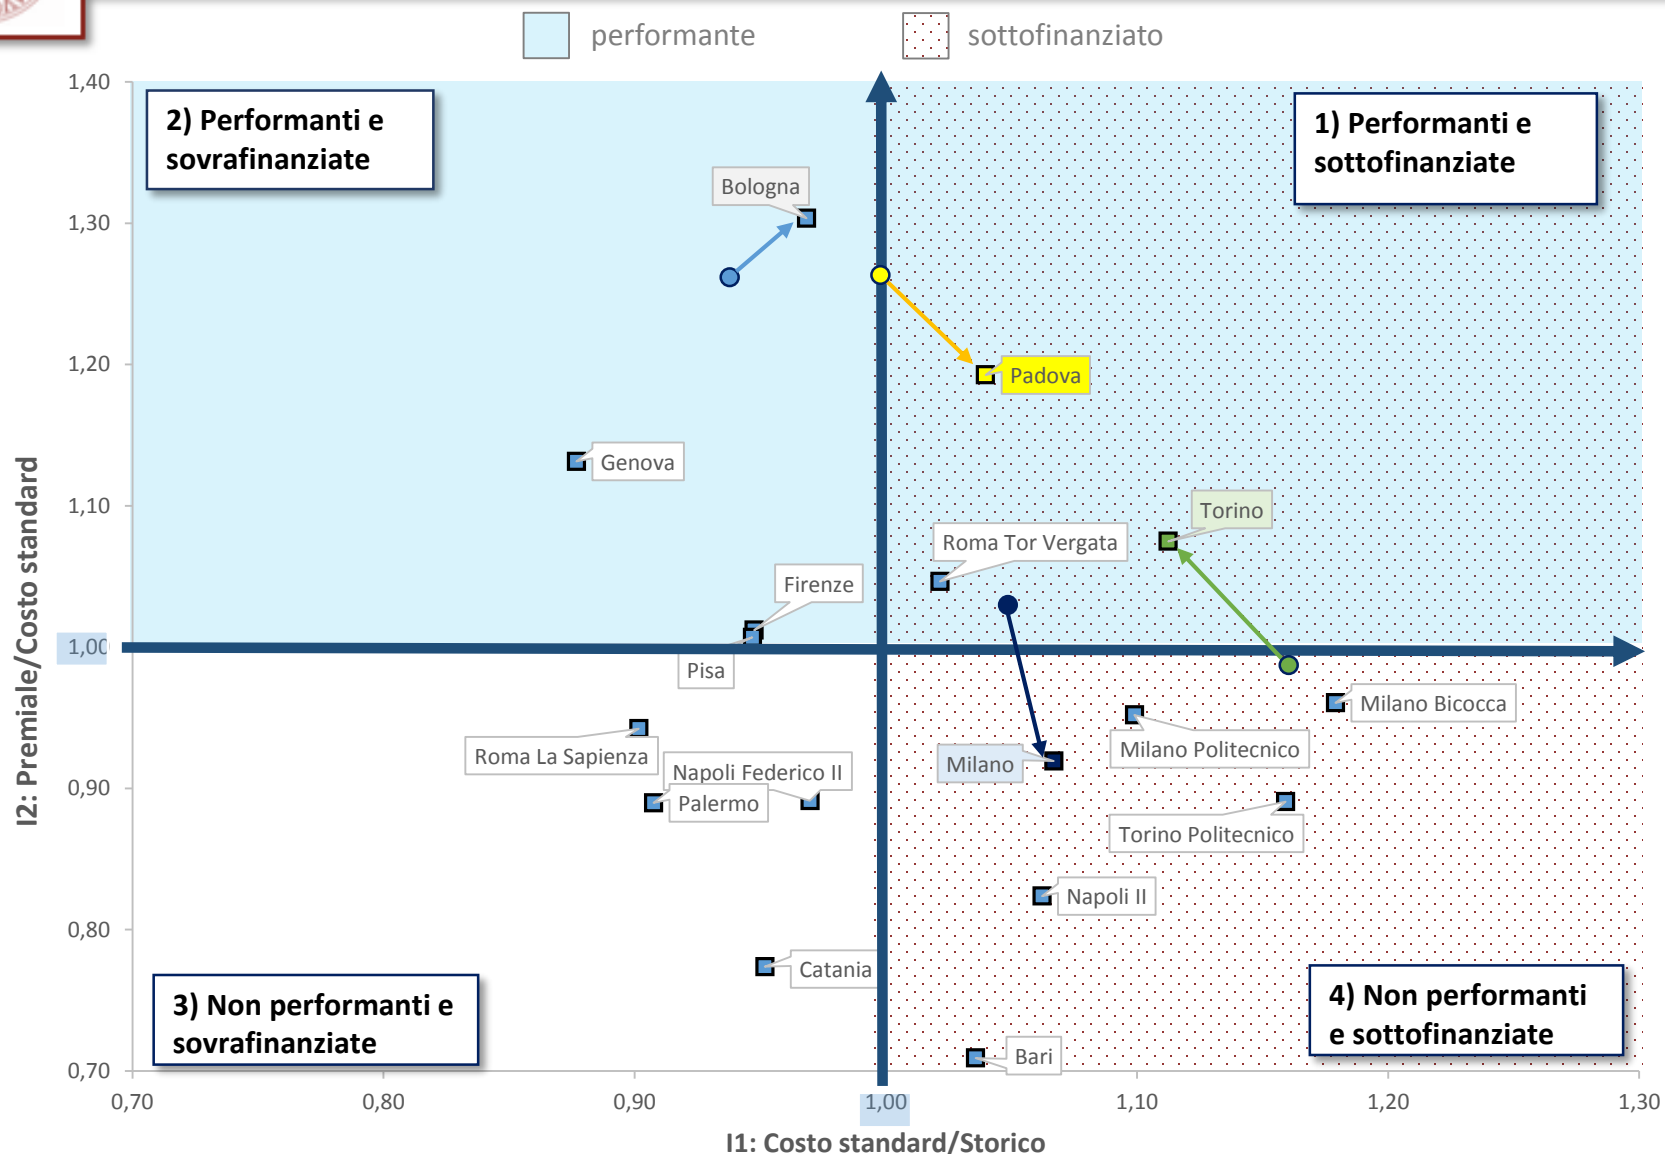 performante
sottofinanziato
1,40
2) Performanti e
sovrafinanziate
1) Performanti e
sottofinanziate
Bologna
1,30
1,20
Padova
Genova
1,10
Torino
Roma Tor Vergata
Firenze
1,00
Pisa
Milano Bicocca
Roma La Sapienza
Milano Politecnico
Napoli Federico II
Milano
0,90
Palermo
Torino Politecnico
Napoli II
0,80
Catania
3) Non performanti e
sovrafinanziate
4) Non performanti
e sottofinanziate
Bari
0,70
0,70
0,80
0,90
1,00
1,10
1,20
1,30
I1: Costo standard/Storico
I2: Premiale/Costo standard